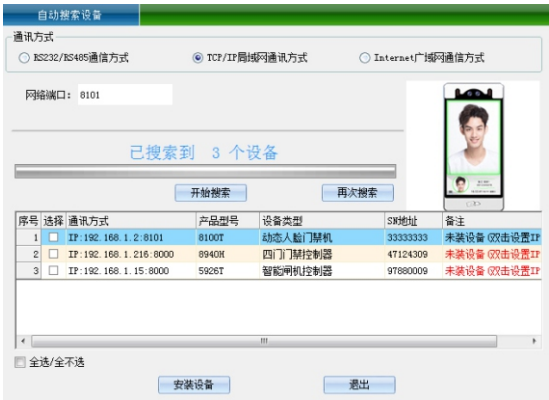 自动搜索设备
通讯方式
RS232/RS485通信方式 TCP/IP局域网通讯方式 Internet广域网通信方式
网络端口: 8101
已搜索到 3 个设备
开始搜索 再次搜索
序号 选择 通讯方式 产品型号 设备类型 SN地址 备注
1 IP:192.168.1.2:8101 8100T 动态人脸门禁机 33333333 未装设备(双击设置IP
2 IP:192.168.1.216:8000 8940H 四门门禁控制器 47124309 未装设备(双击设置IP
3 IP:192.168.1.15:8000 5926T 智能闸机控制器 97880009 未装设备(双击设置IP
全选/全不选
安装设备 退出